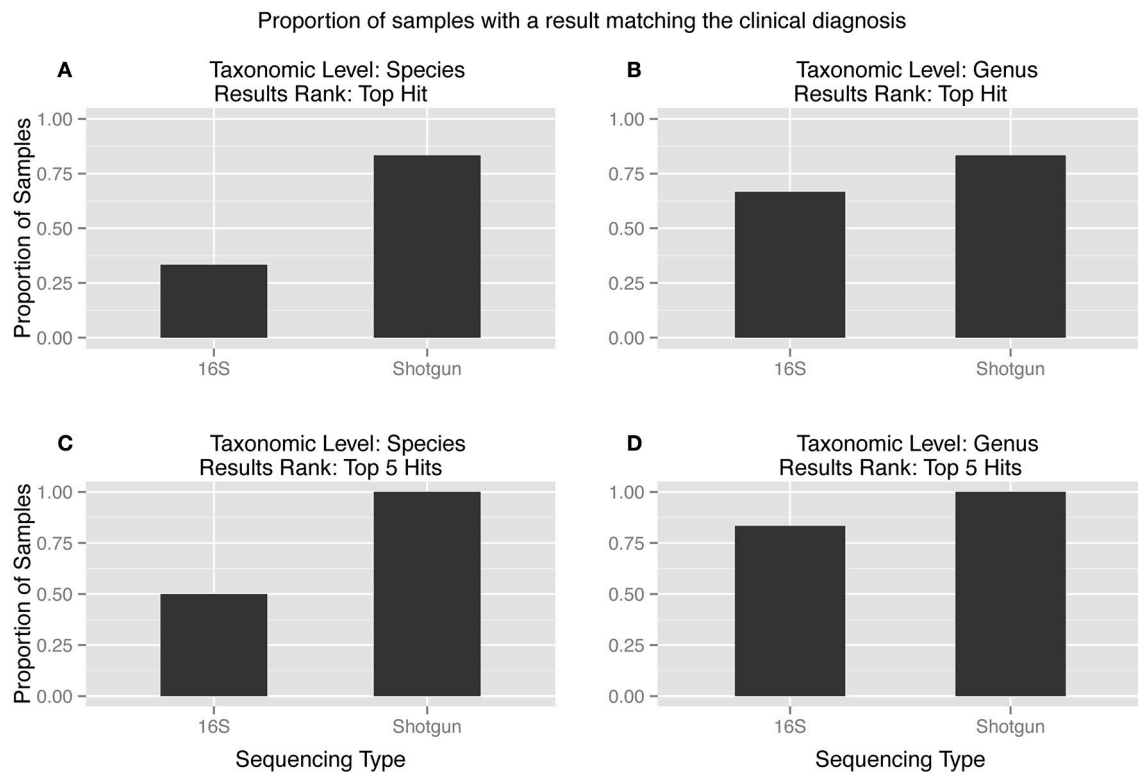 Proportion of samples with a result matching the clinical diagnosis
A
Taxonomic Level: Species
Results Rank: Top Hit
Proportion of Samples
1.00
0.75
0.50
0.25
0.00
16S
Shotgun
B
Taxonomic Level: Genus
Results Rank: Top Hit
1.00
0.75
0.50
0.25
0.00
16S
Shotgun
C
Taxonomic Level: Species
Results Rank: Top 5 Hits
Proportion of Samples
1.00
0.75
0.50
0.25
0.00
16S
Shotgun
Sequencing Type
D
Taxonomic Level: Genus
Results Rank: Top 5 Hits
1.00
0.75
0.50
0.25
0.00
16S
Shotgun
Sequencing Type